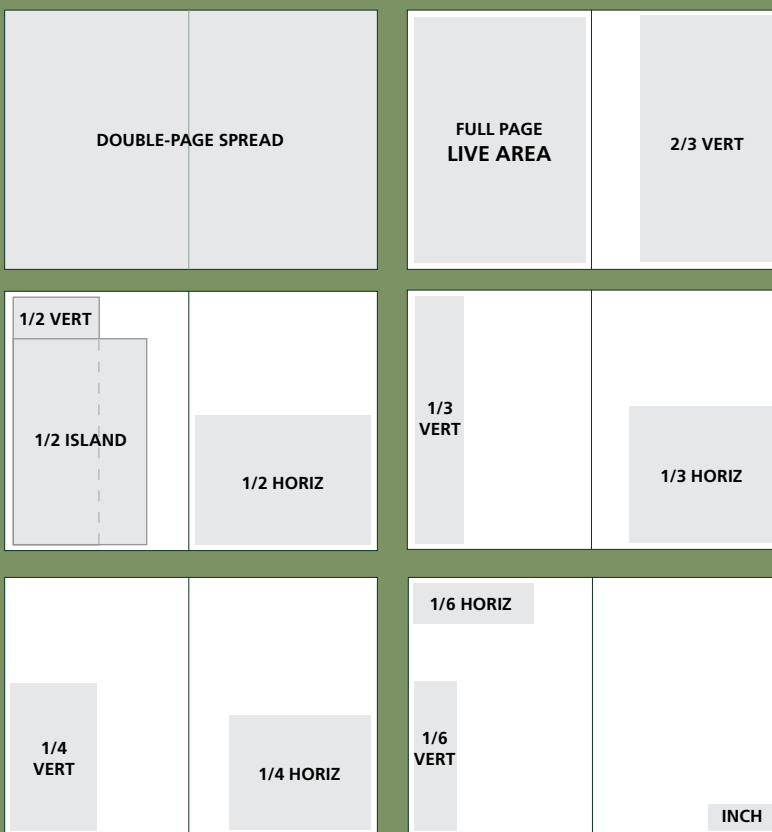 DOUBLE-PAGE SPREAD
FULL PAGE
LIVE AREA
2/3 VERT
1/2 VERT
1/2 ISLAND
1/2 HORIZ
1/3
VERT
1/3 HORIZ
1/4
VERT
1/4 HORIZ
1/6 HORIZ
1/6
VERT
INCH